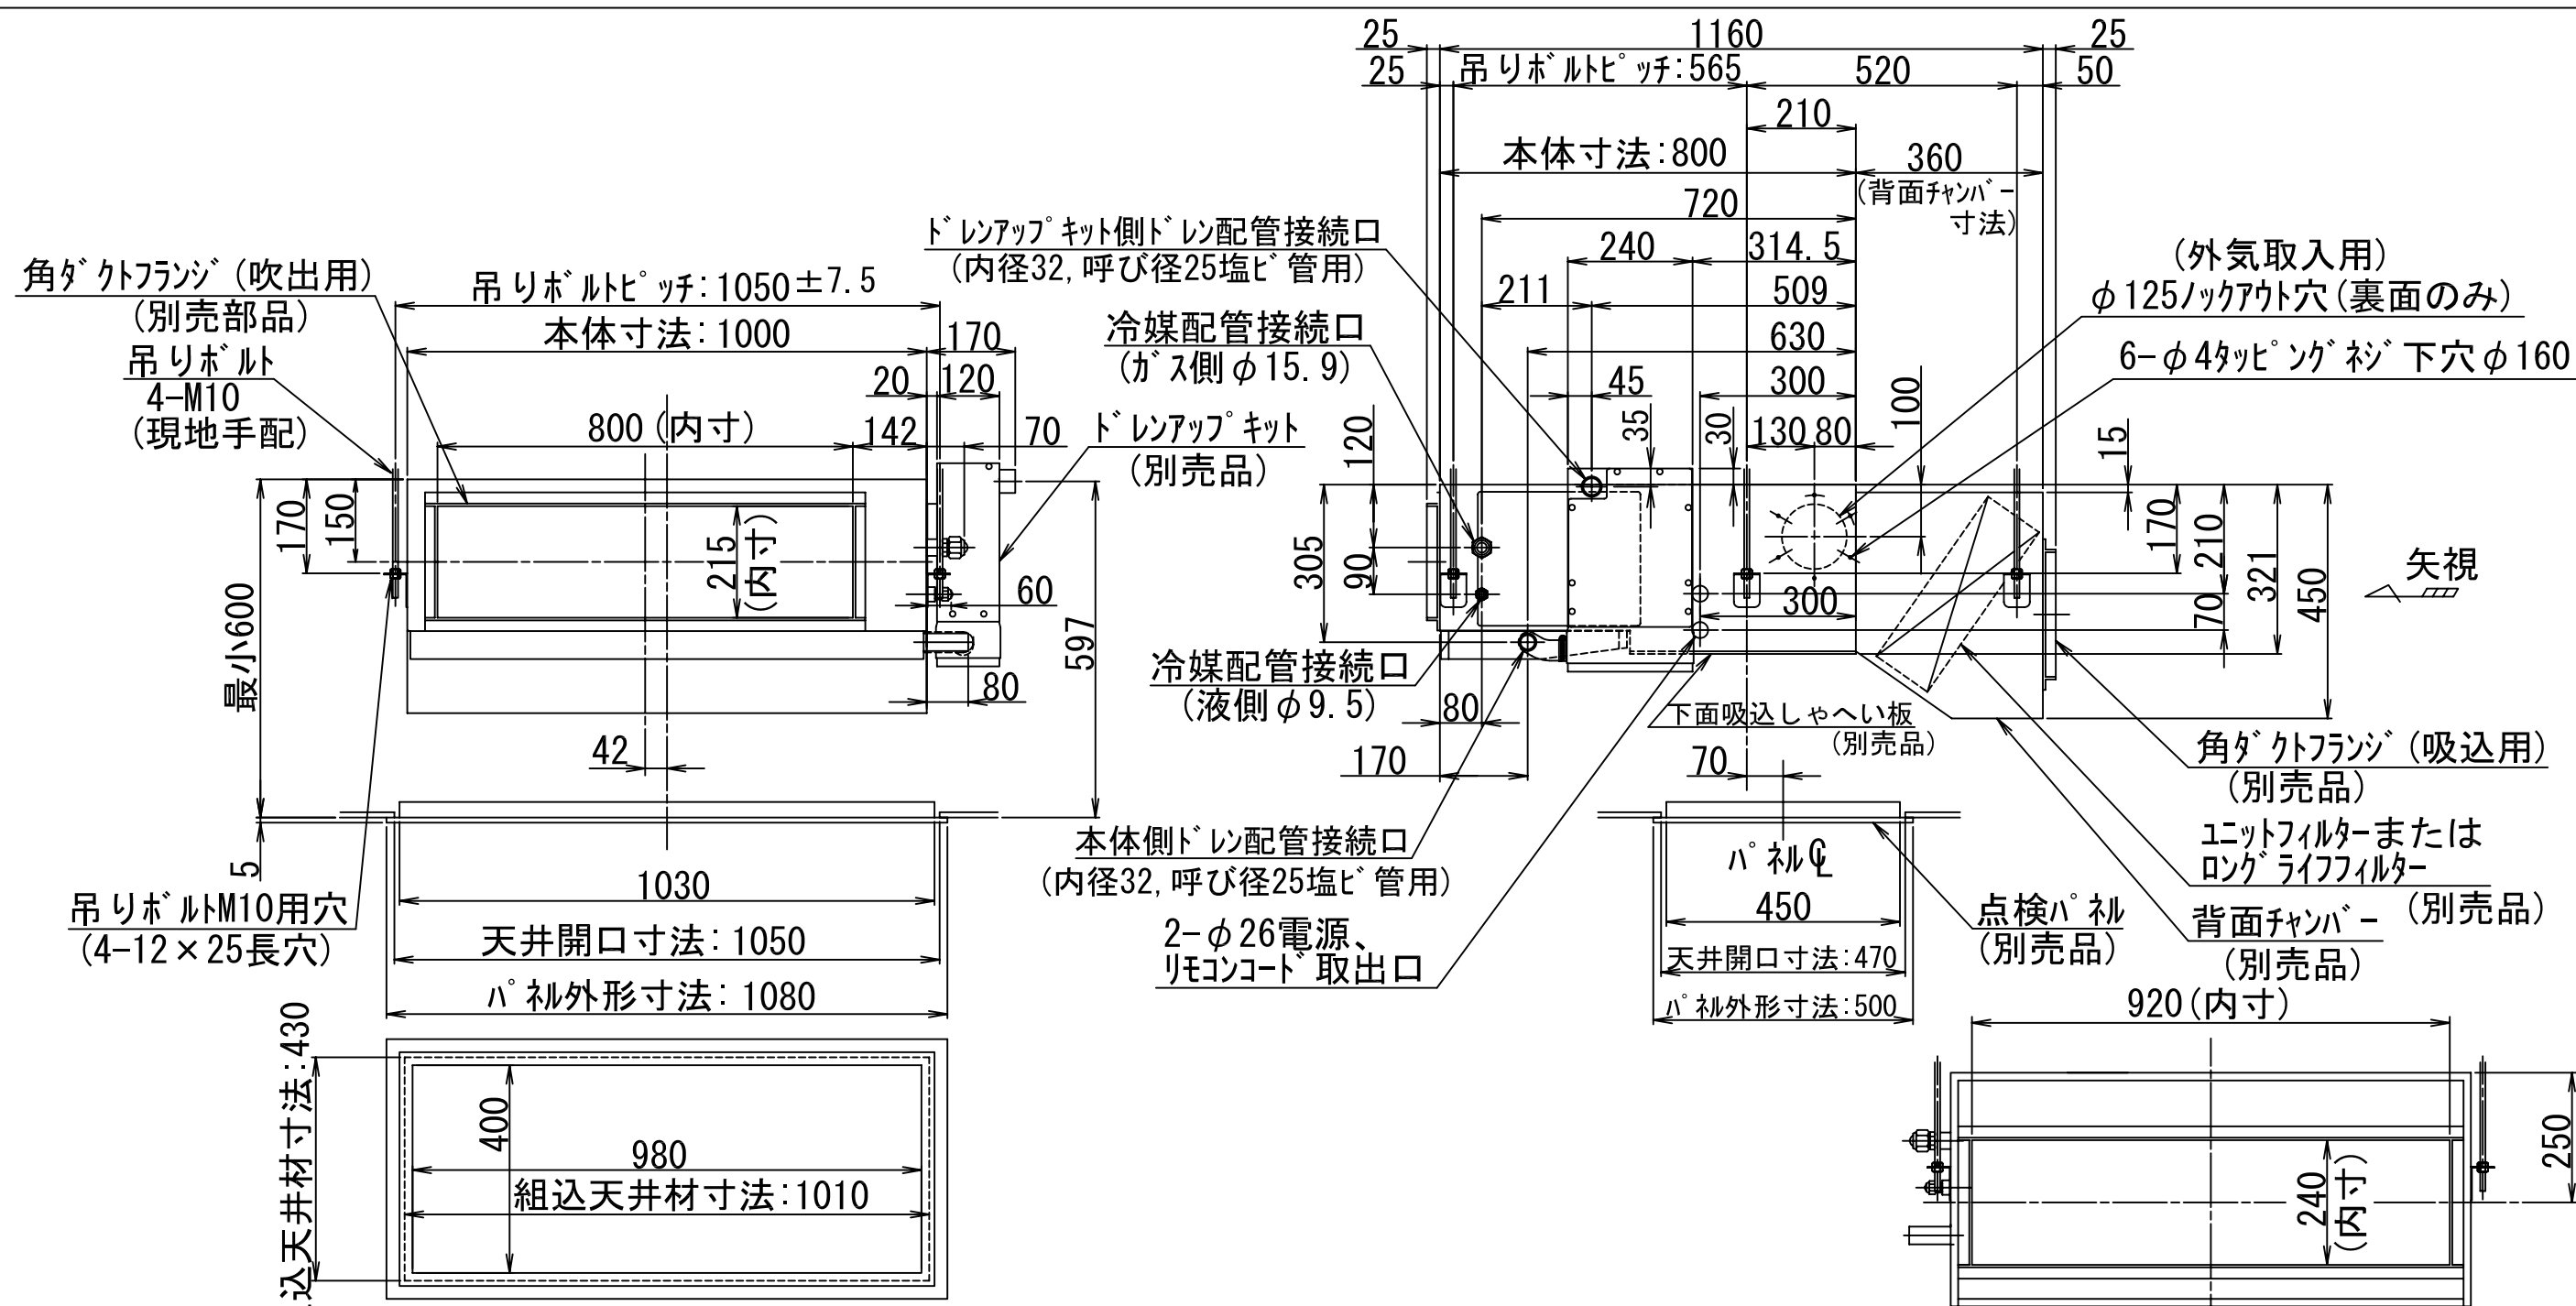 角ダクトフランジ(吹出用)
(別売部品)
吊りボルト
4-M10
(現地手配)
吊りボルトピッチ:1050±7.5
本体寸法:1000
170
20
120
800(内寸)
142
70
ドレンアップキット
(別売品)
170
150
215
(内寸)
60
最小600
597
80
42
5
吊りボルトM10用穴
(4-12×25長穴)
1030
天井開口寸法:1050
パネル外形寸法:1080
込天井材寸法:430
400
980
組込天井材寸法:1010
25
1160
25
25
吊りボルトピッチ:565
520
50
210
本体寸法:800
360
(背面チャンバー
寸法)
720
ドレンアップキット側ドレン配管接続口
(内径32,呼び径25塩ビ管用)
240
314.5
211
509
冷媒配管接続口
(ガス側φ15.9)
630
45
300
35
30
130
80
100
15
120
(外気取入用)
φ125ノックアウト穴(裏面のみ)
6-φ4タッピングネジ下穴φ160
305
90
170
210
321
450
70
300
矢視
冷媒配管接続口
(液側φ9.5)
80
170
下面吸込しゃへい板
(別売品)
70
本体側ドレン配管接続口
(内径32,呼び径25塩ビ管用)
2-φ26電源、
リモコンコード取出口
パネル℄
450
天井開口寸法:470
パネル外形寸法:500
点検パネル
(別売品)
角ダクトフランジ(吸込用)
(別売品)
ユニットフィルターまたは
ロングライフフィルター
(別売品)
背面チャンバー
(別売品)
920(内寸)
250
240
(内寸)